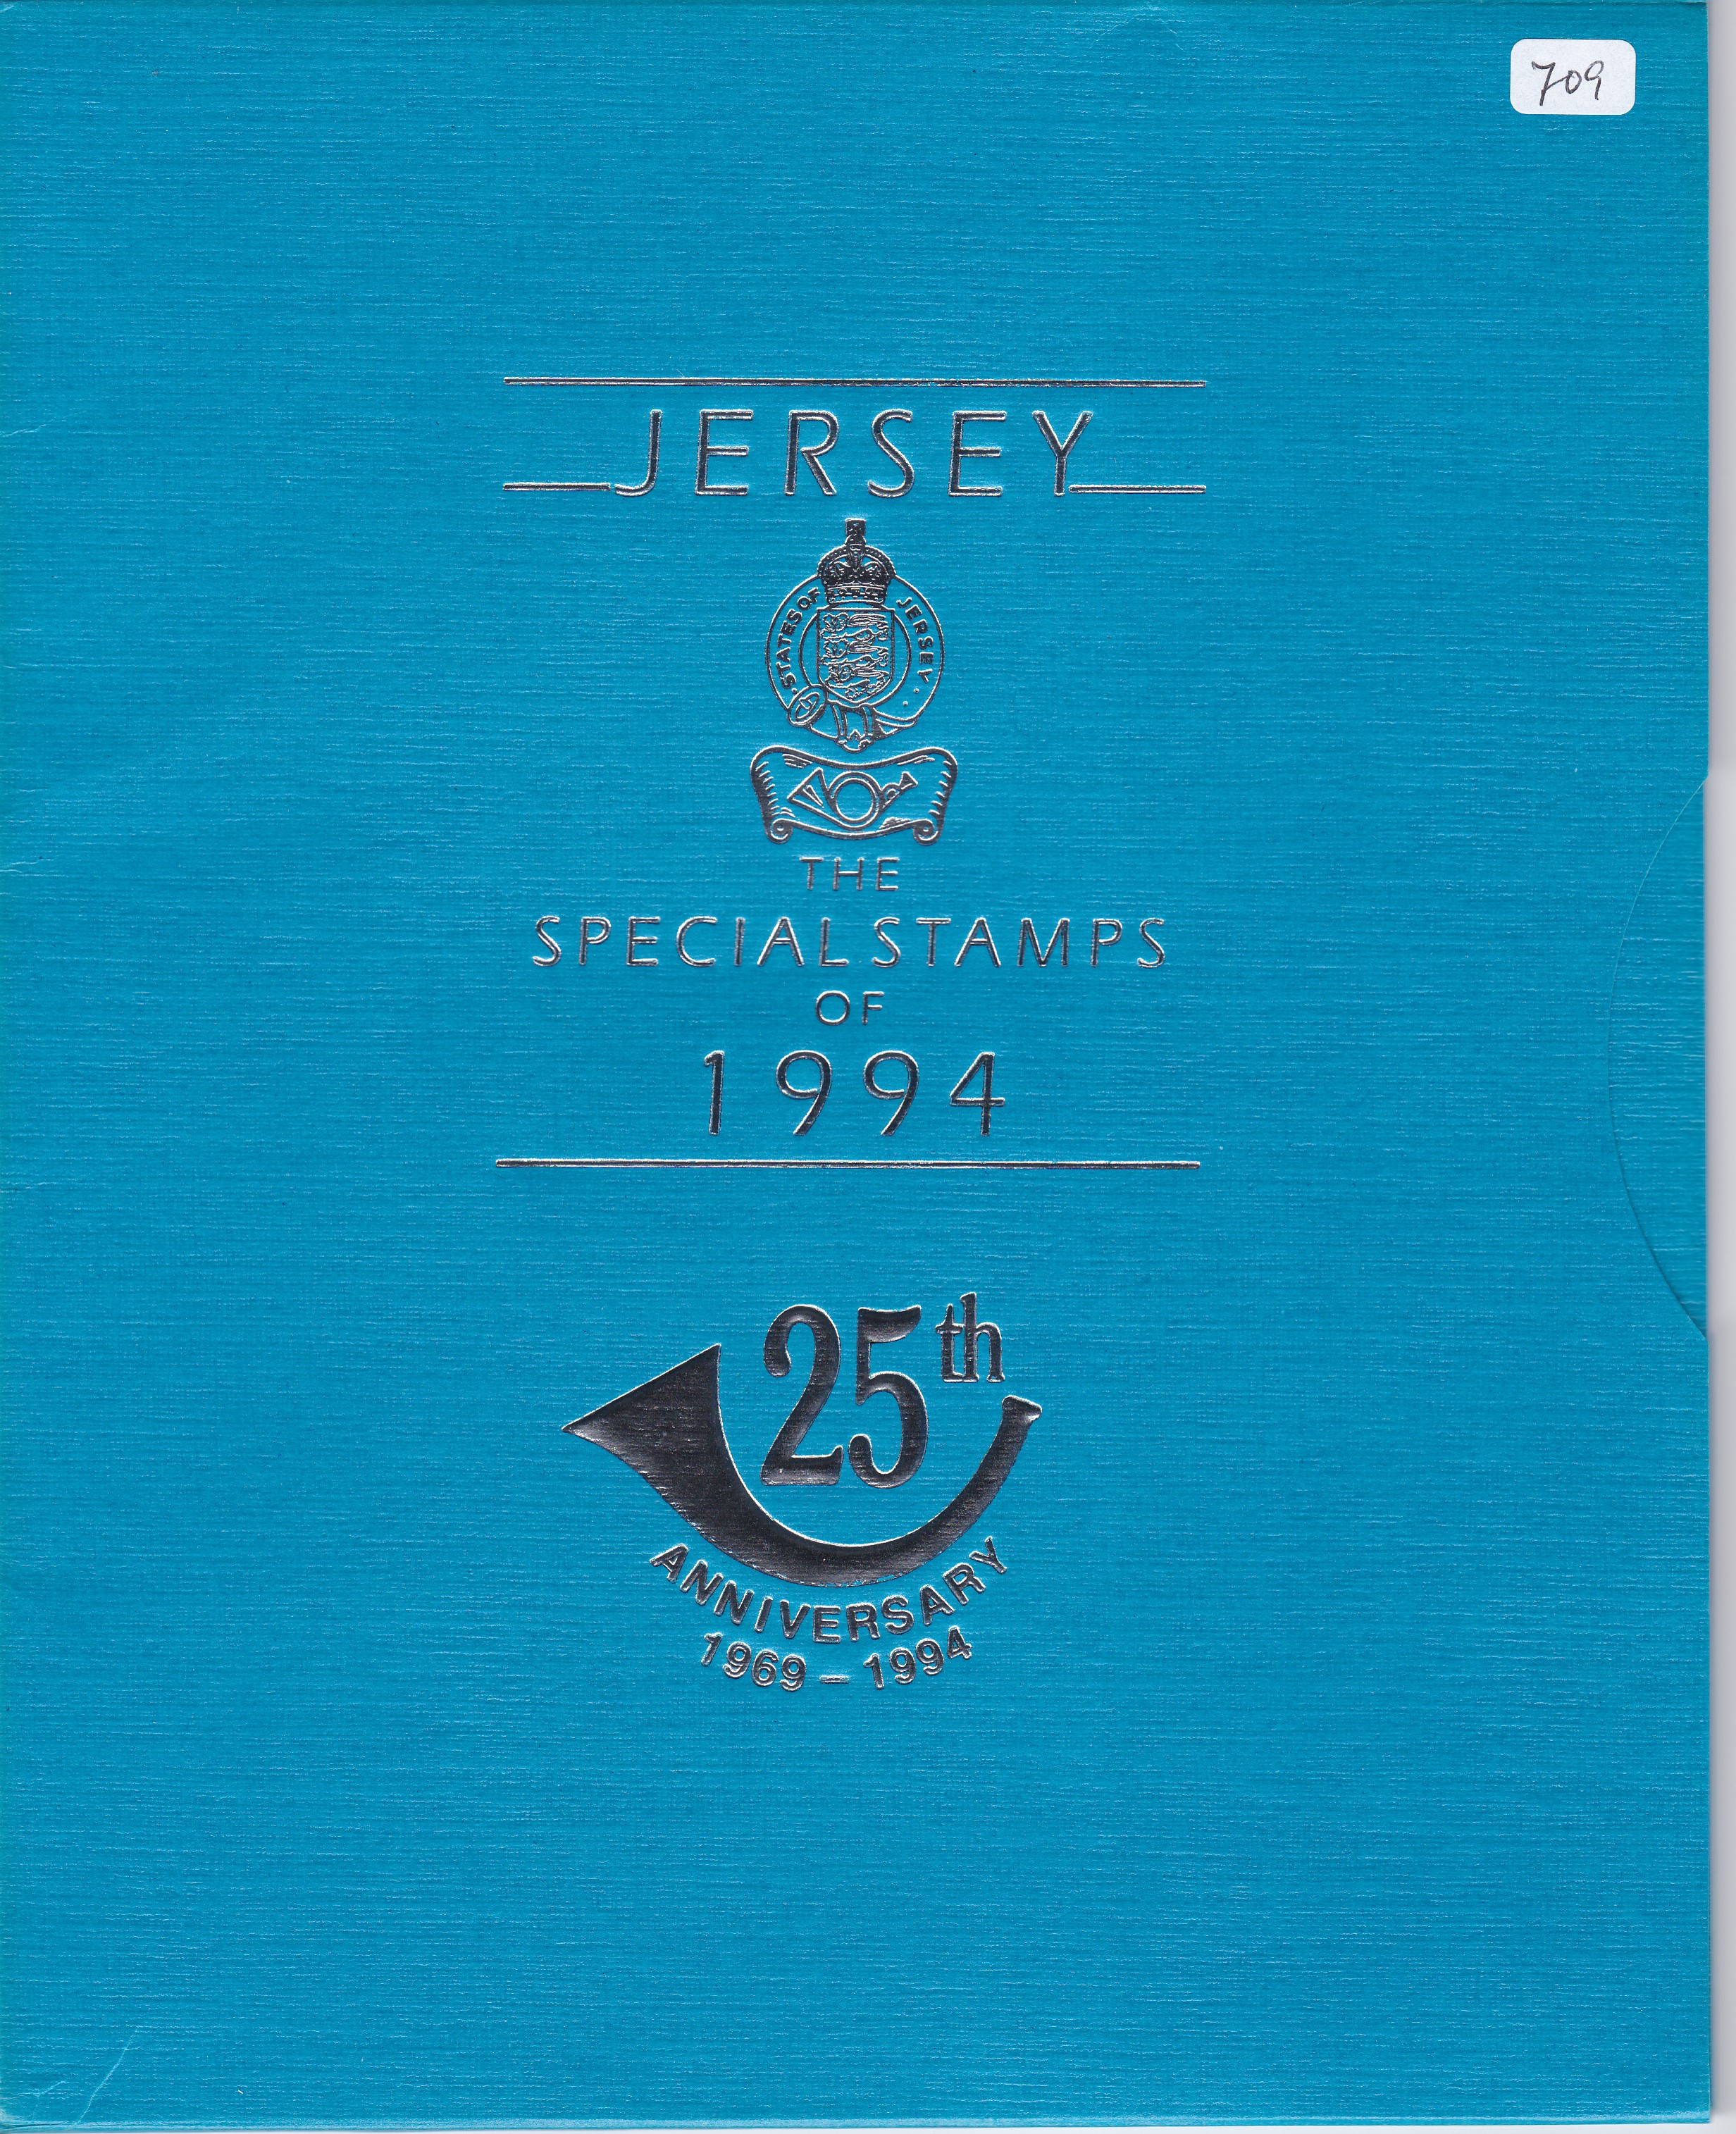 709
JERSEY
STATES OF JERSEY
THE
SPECIAL STAMPS
OF
1994
25th
ANNIVERSARY
1969 – 1994